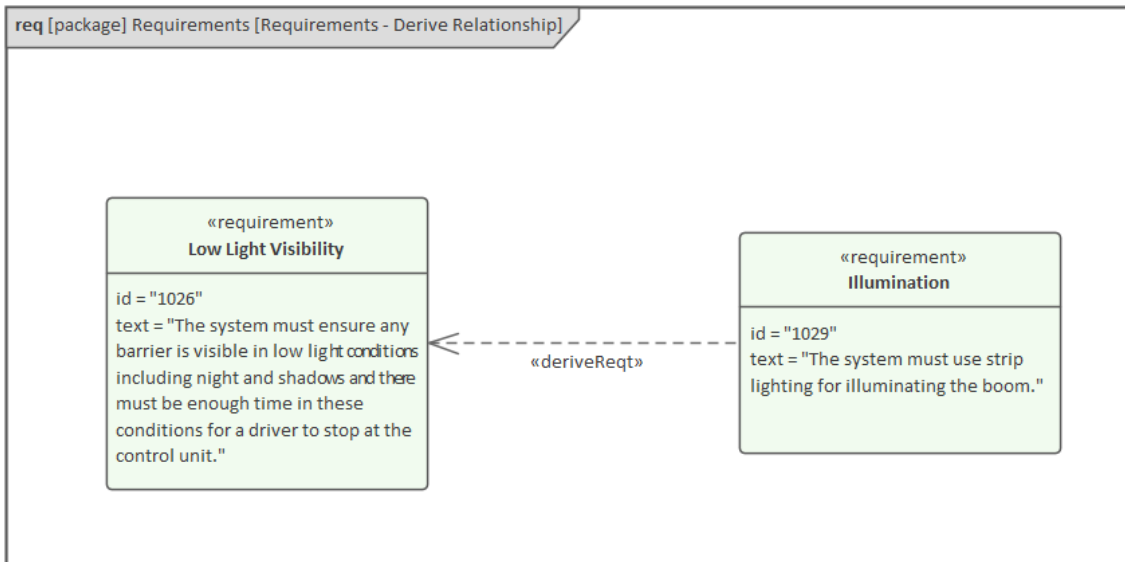 req [package] Requirements [Requirements - Derive Relationship]
«requirement»
Low Light Visibility
id = "1026"
text = "The system must ensure any
barrier is visible in low light conditions
including night and shadows and there
must be enough time in these
conditions for a driver to stop at the
control unit."
«deriveReqt»
«requirement»
Illumination
id = "1029"
text = "The system must use strip
lighting for illuminating the boom."